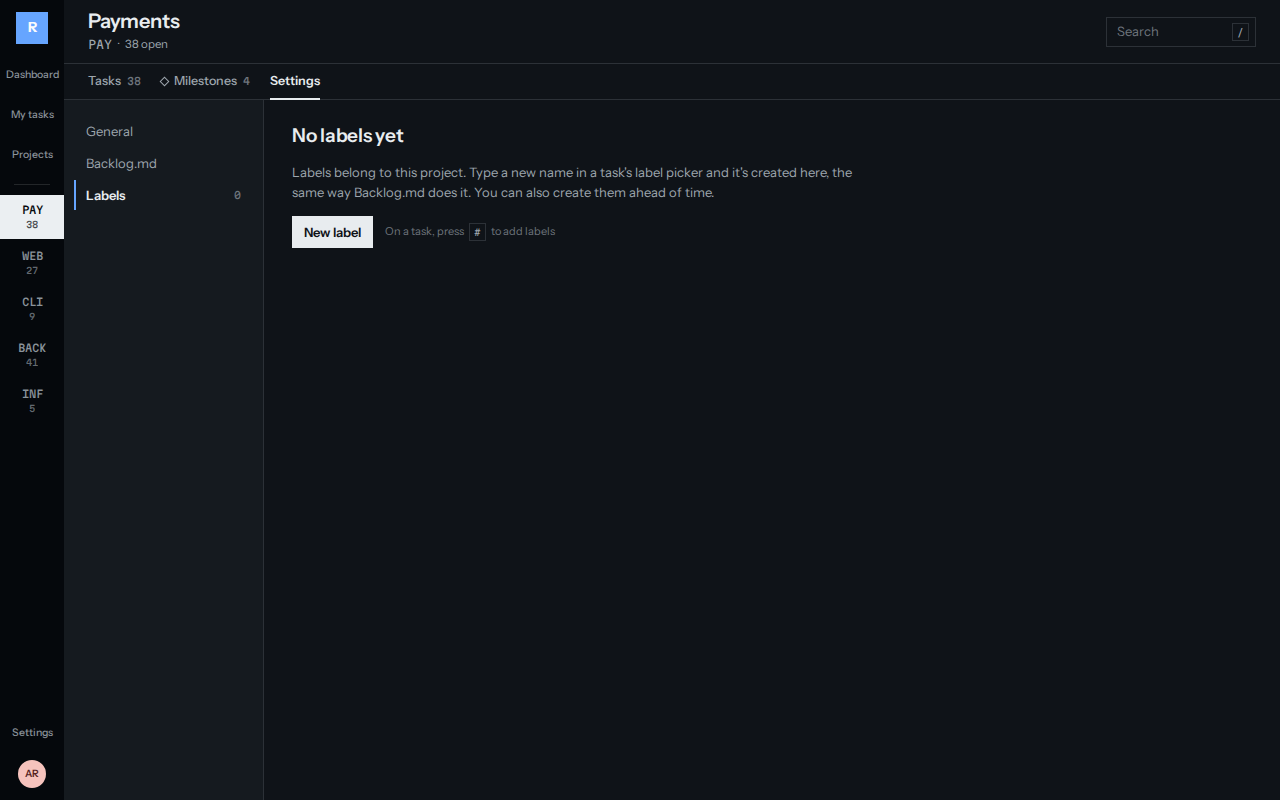 R
Dashboard
My tasks
Projects
PAY
38
WEB
27
CLI
9
BACK
41
INF
5
Settings
AR
Payments
PAY · 38 open
Search /
Tasks 38 ◇ Milestones 4 Settings
General
Backlog.md
Labels 0
No labels yet
Labels belong to this project. Type a new name in a task's label picker and it's created here, the
same way Backlog.md does it. You can also create them ahead of time.
New label On a task, press # to add labels